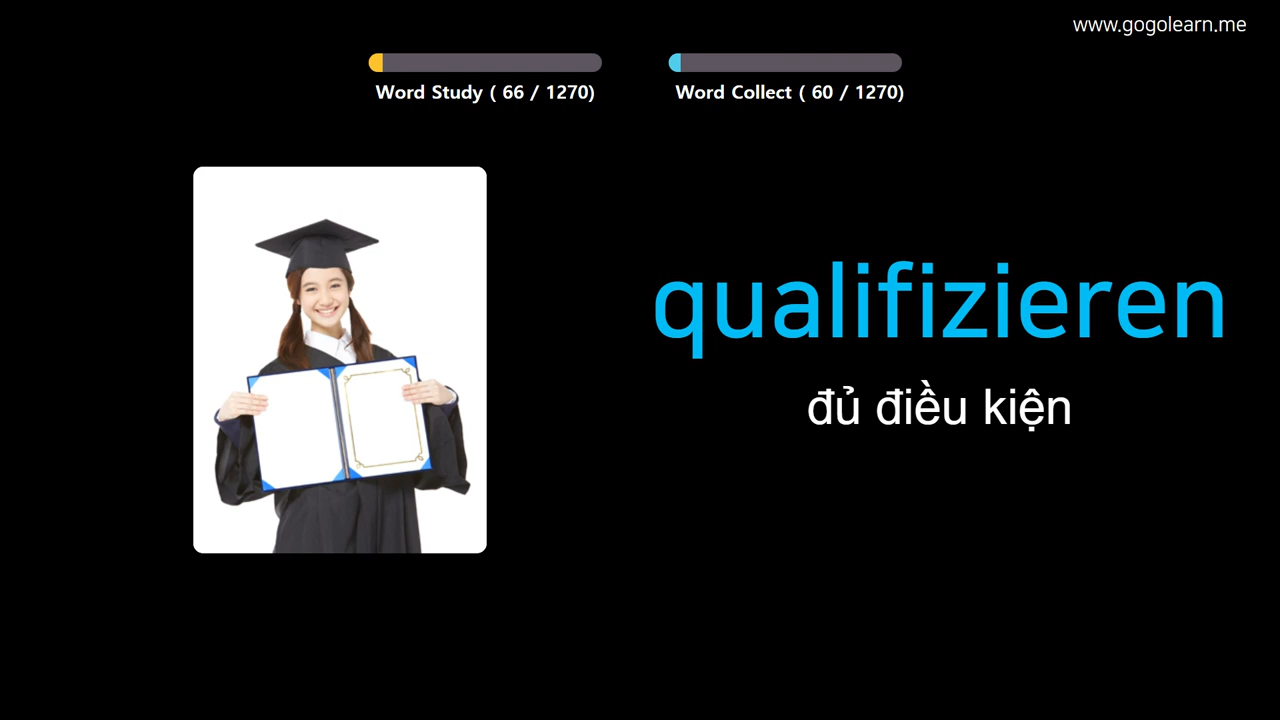 www.gogolearn.me
Word Study ( 66 / 1270)
Word Collect ( 60 / 1270)
qualifizieren
đủ điều kiện